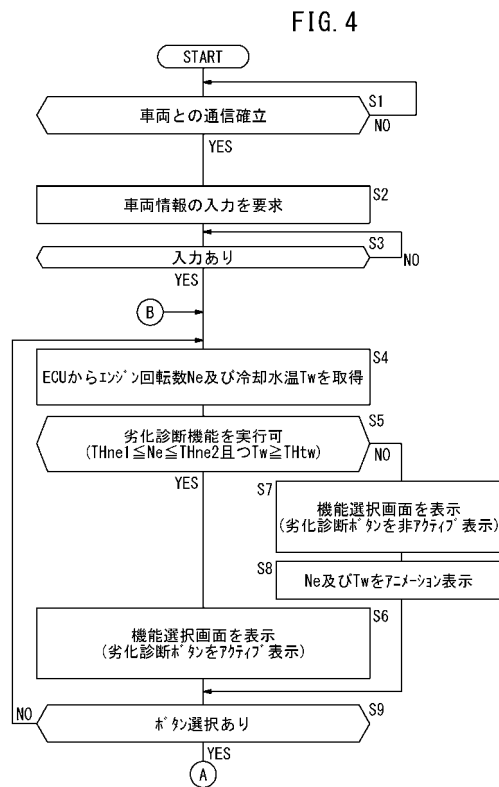 FIG. 4
START
S1
車両との通信確立
NO
YES
S2
車両情報の入力を要求
S3
入力あり
NO
YES
B
S4
ECUからエンジン回転数Ne及び冷却水温Twを取得
S5
劣化診断機能を実行可
(THne1≦Ne≦THne2且つTw≧THtw)
NO
YES
S7
機能選択画面を表示
(劣化診断ボタンを非アクティブ表示)
S8
Ne及びTwをアニメーション表示
S6
機能選択画面を表示
(劣化診断ボタンをアクティブ表示)
NO
S9
ボタン選択あり
YES
A